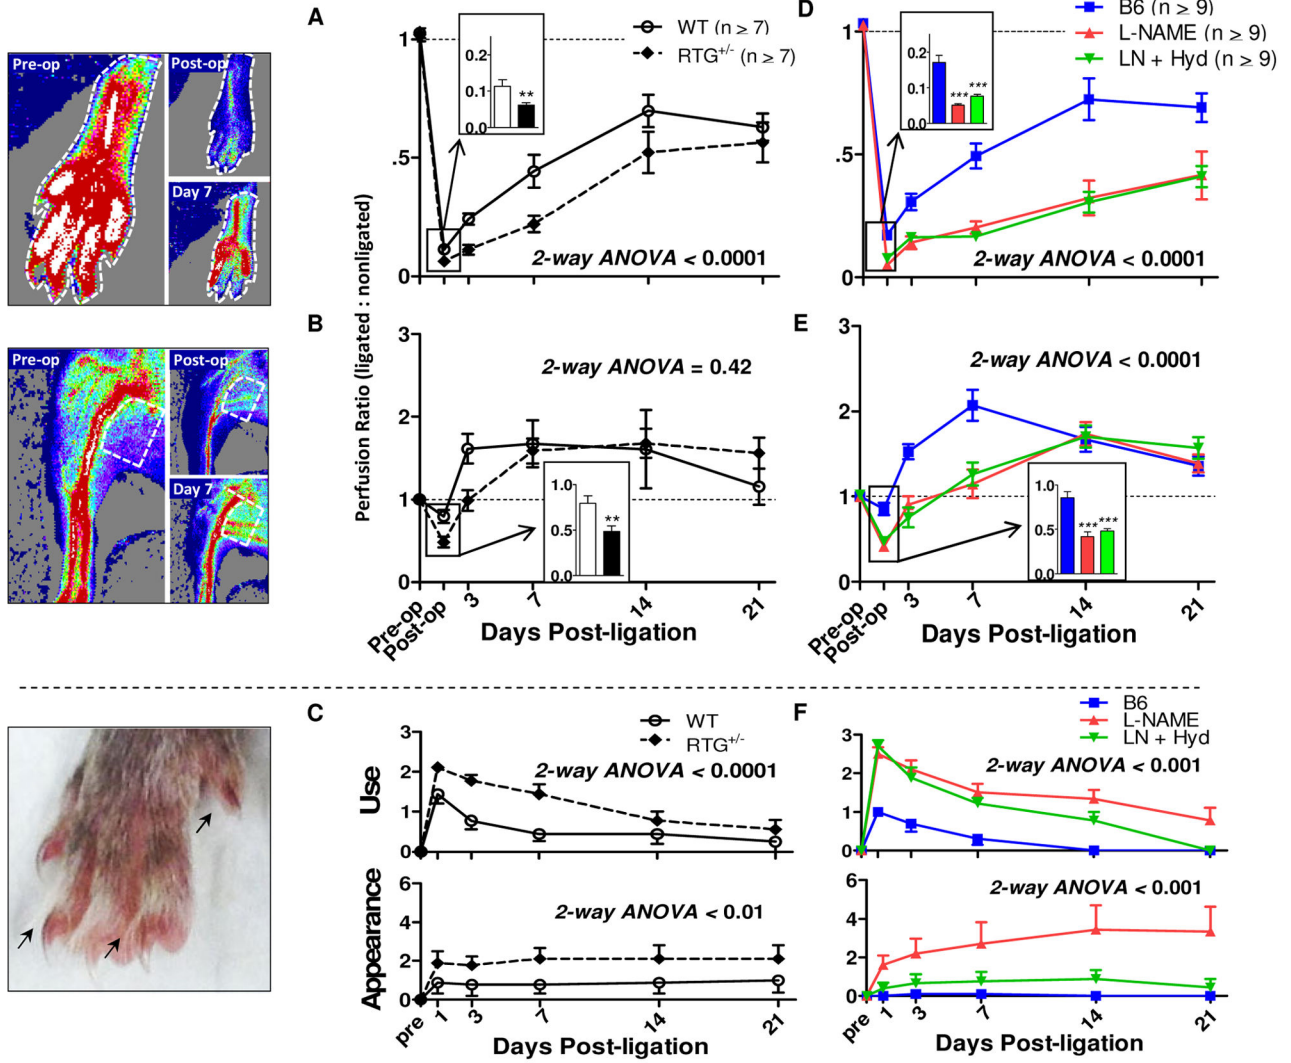 Pre-op
Post-op
Day 7
Pre-op
Post-op
Day 7
Perfusion Ratio (ligated : nonligated)
A
WT (n ≥ 7)
RTG+/- (n ≥ 7)
1
.5
0
0.2
0.1
0.0
**
2-way ANOVA < 0.0001
B
3
2
1
0
2-way ANOVA = 0.42
1.0
0.5
0.0
**
Pre-op
Post-op
3
7
14
21
Days Post-ligation
D
B6 (n ≥ 9)
L-NAME (n ≥ 9)
LN + Hyd (n ≥ 9)
1
.5
0
0.2
0.1
0.0
***
***
2-way ANOVA < 0.0001
E
3
2
1
0
2-way ANOVA < 0.0001
1.0
0.5
0.0
***
***
Pre-op
Post-op
3
7
14
21
Days Post-ligation
C
WT
RTG+/-
Use
3
2
1
0
2-way ANOVA < 0.0001
Appearance
6
4
2
0
2-way ANOVA < 0.01
pre
1
3
7
14
21
Days Post-ligation
F
B6
L-NAME
LN + Hyd
3
2
1
0
2-way ANOVA < 0.001
6
4
2
0
2-way ANOVA < 0.001
pre
1
3
7
14
21
Days Post-ligation